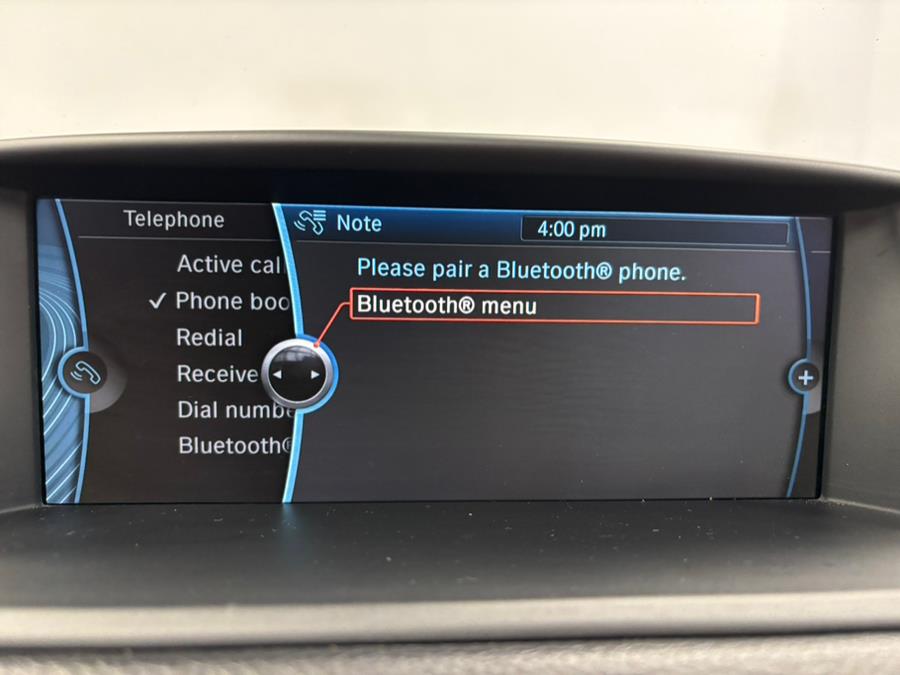 Telephone
Note
4:00 pm
Active cal
Phone boo
Redial
Receive
Dial numbe
Bluetooth®
Please pair a Bluetooth® phone.
Bluetooth® menu